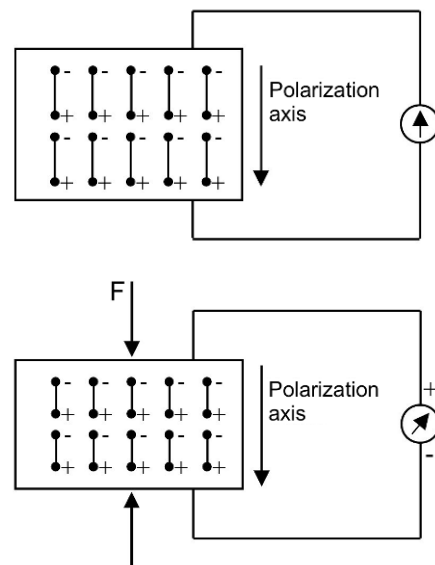 - - - - -
Polarization
axis
+ + + + +
- - - - -
+ + + + +
F
- - - - -
Polarization
axis
+
+ + + + +
- - - - -
-
+ + + + +